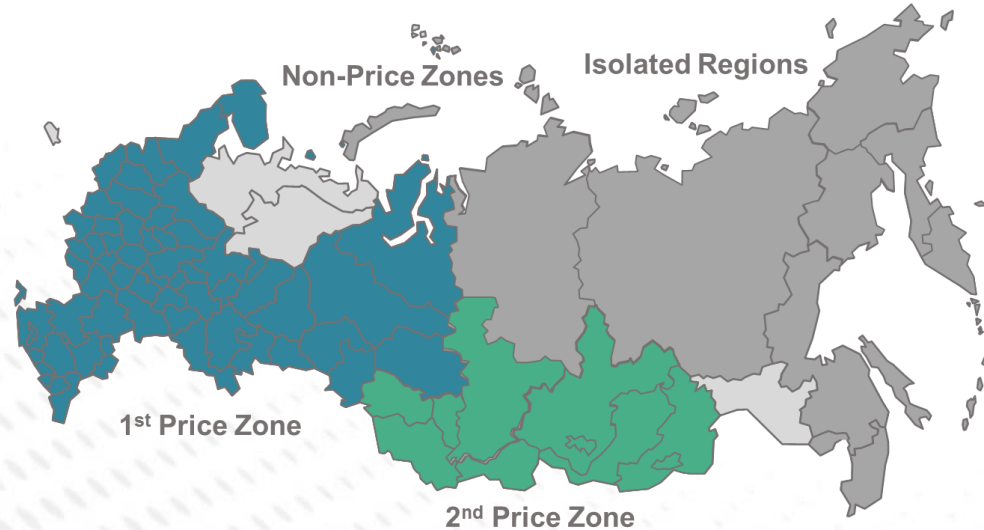 Non-Price Zones
Isolated Regions
1st Price Zone
2nd Price Zone